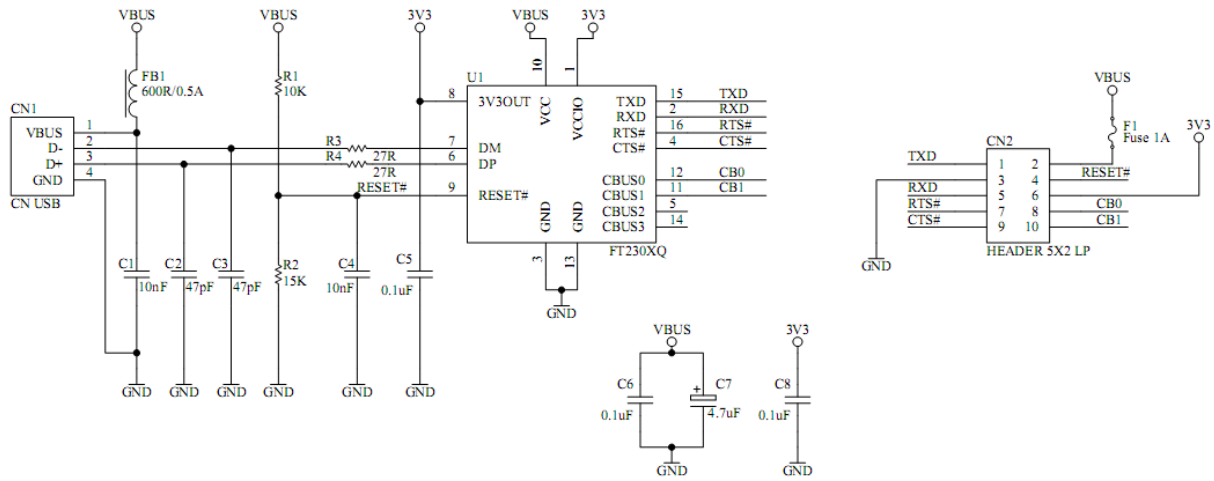 VBUS
VBUS
3V3
VBUS
3V3
FB1
600R/0.5A
R1
10K
U1
10
1
VBUS
CN1
VBUS
D-
D+
GND
CN USB
1
2
3
4
R3
27R
R4
27R
RESET#
8
7
6
9
3V3OUT
DM
DP
RESET#
VCC
VCCIO
GND
GND
3
13
TXD
RXD
RTS#
CTS#
CBUS0
CBUS1
CBUS2
CBUS3
FT230XQ
15 TXD
2 RXD
16 RTS#
4 CTS#
12 CB0
11 CB1
5
14
F1
Fuse 1A
3V3
CN2
TXD
RXD
RTS#
CTS#
1 2
3 4
5 6
7 8
9 10
RESET#
CB0
CB1
HEADER 5X2 LP
GND
C1
10nF
C2
47pF
C3
47pF
R2
15K
C4
10nF
C5
0.1uF
GND
GND
GND
GND
GND
GND
GND
GND
VBUS
3V3
C6
0.1uF
C7
+
4.7uF
C8
0.1uF
GND
GND